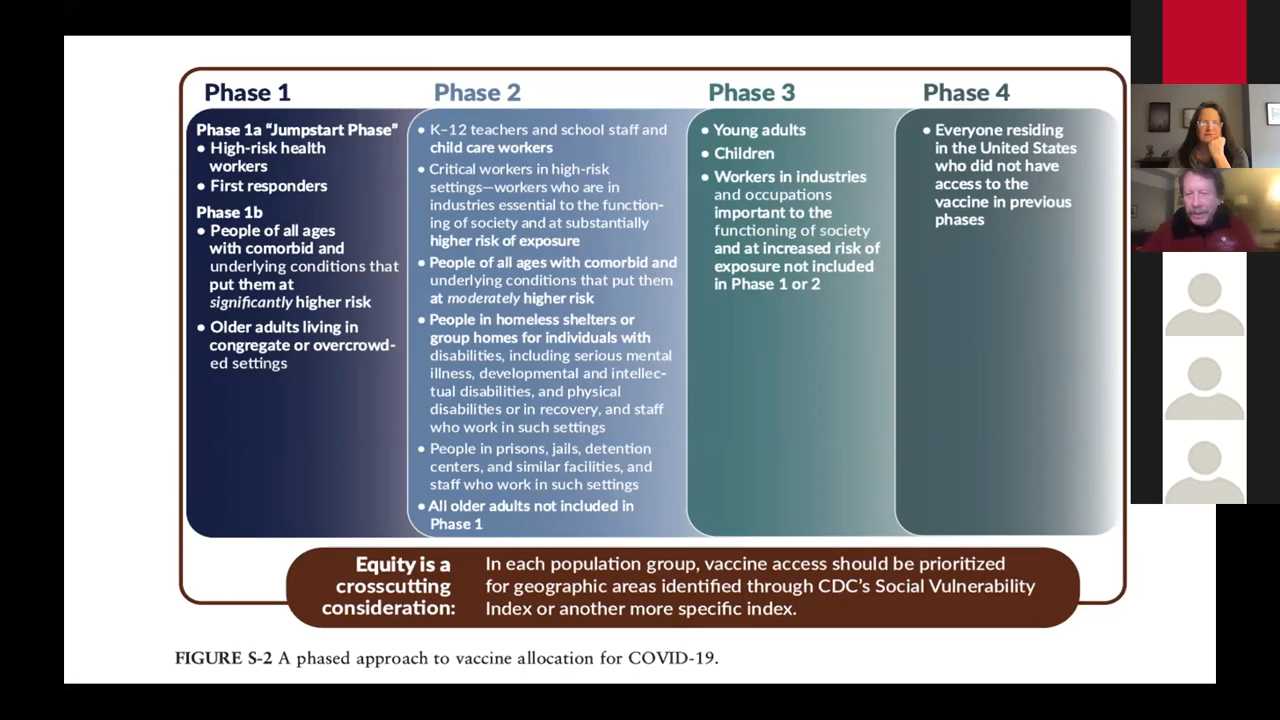 Phase 1
Phase 1a “Jumpstart Phase”
• High-risk health
workers
• First responders
Phase 1b
• People of all ages
with comorbid and
underlying conditions that
put them at
significantly higher risk
• Older adults living in
congregate or overcrowd-
ed settings
Phase 2
• K–12 teachers and school staff and
child care workers
• Critical workers in high-risk
settings—workers who are in
industries essential to the function-
ing of society and at substantially
higher risk of exposure
• People of all ages with comorbid and
underlying conditions that put them
at moderately higher risk
• People in homeless shelters or
group homes for individuals with
disabilities, including serious mental
illness, developmental and intellec-
tual disabilities, and physical
disabilities or in recovery, and staff
who work in such settings
• People in prisons, jails, detention
centers, and similar facilities, and
staff who work in such settings
• All older adults not included in
Phase 1
Phase 3
• Young adults
• Children
• Workers in industries
and occupations
important to the
functioning of society
and at increased risk of
exposure not included
in Phase 1 or 2
Phase 4
• Everyone residing
in the United States
who did not have
access to the
vaccine in previous
phases
Equity is a
crosscutting
consideration:
In each population group, vaccine access should be prioritized
for geographic areas identified through CDC’s Social Vulnerability
Index or another more specific index.
FIGURE S-2 A phased approach to vaccine allocation for COVID-19.